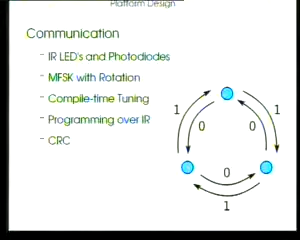 Platform Design
Communication
- IR LED's and Photodiodes
- MFSK with Rotation
- Compile-time Tuning
- Programming over IR
- CRC
1
1
0
0
0
1